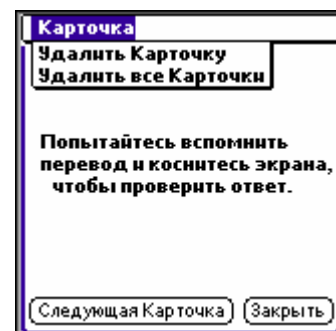 Карточка
Удалить Карточку
Удалить все Карточки
Попытайтесь вспомнить
перевод и коснитесь экрана,
чтобы проверить ответ.
Следующая Карточка Закрыть